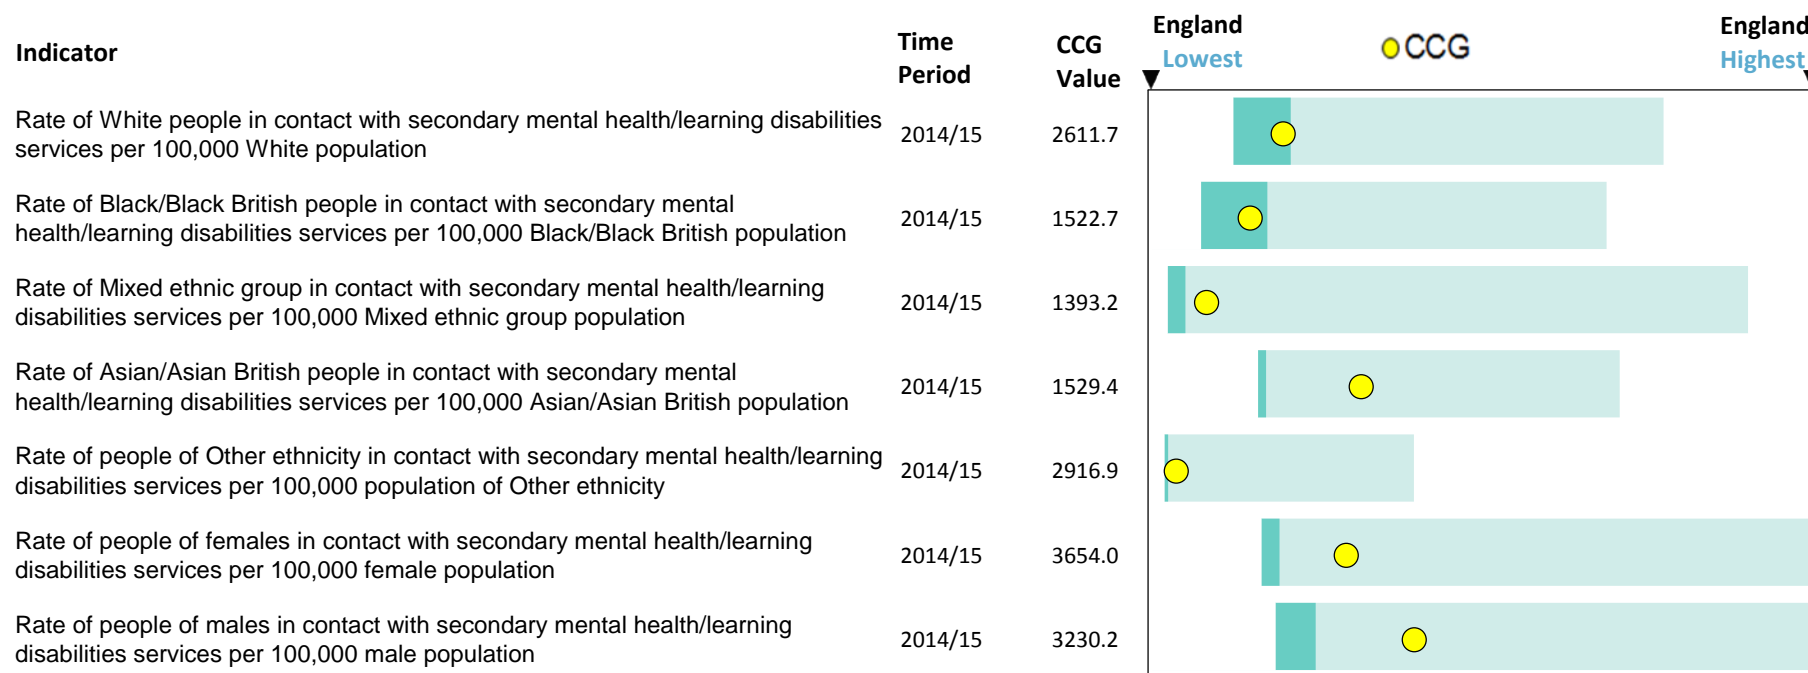 Indicator
Time
Period
CCG
Value
England
Lowest
CCG
England
Highest
Rate of White people in contact with secondary mental health/learning disabilities
services per 100,000 White population
2014/15
2611.7
Rate of Black/Black British people in contact with secondary mental
health/learning disabilities services per 100,000 Black/Black British population
2014/15
1522.7
Rate of Mixed ethnic group in contact with secondary mental health/learning
disabilities services per 100,000 Mixed ethnic group population
2014/15
1393.2
Rate of Asian/Asian British people in contact with secondary mental
health/learning disabilities services per 100,000 Asian/Asian British population
2014/15
1529.4
Rate of people of Other ethnicity in contact with secondary mental health/learning
disabilities services per 100,000 population of Other ethnicity
2014/15
2916.9
Rate of people of females in contact with secondary mental health/learning
disabilities services per 100,000 female population
2014/15
3654.0
Rate of people of males in contact with secondary mental health/learning
disabilities services per 100,000 male population
2014/15
3230.2